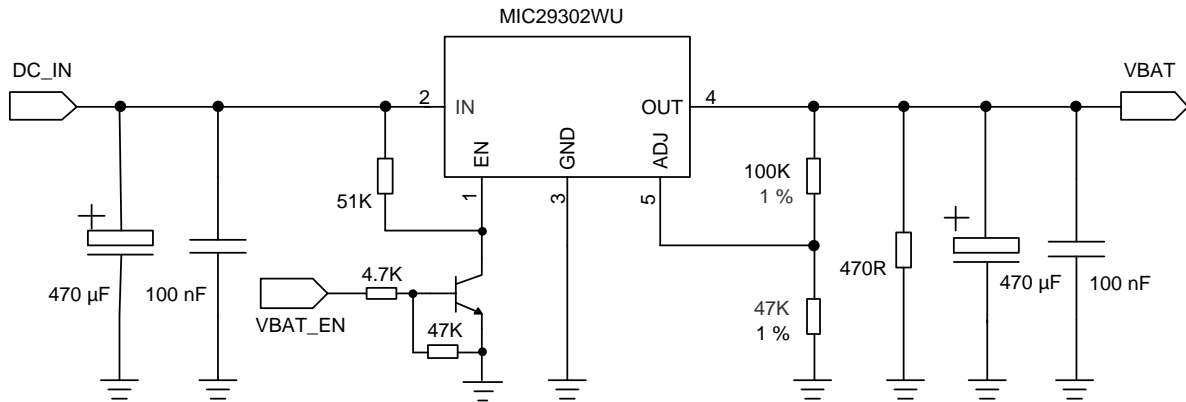 MIC29302WU
DC_IN
VBAT
2
IN
OUT
4
EN
GND
ADJ
1
3
5
51K
100K
1 %
470 µF
100 nF
VBAT_EN
4.7K
47K
47K
1 %
470R
470 µF
100 nF